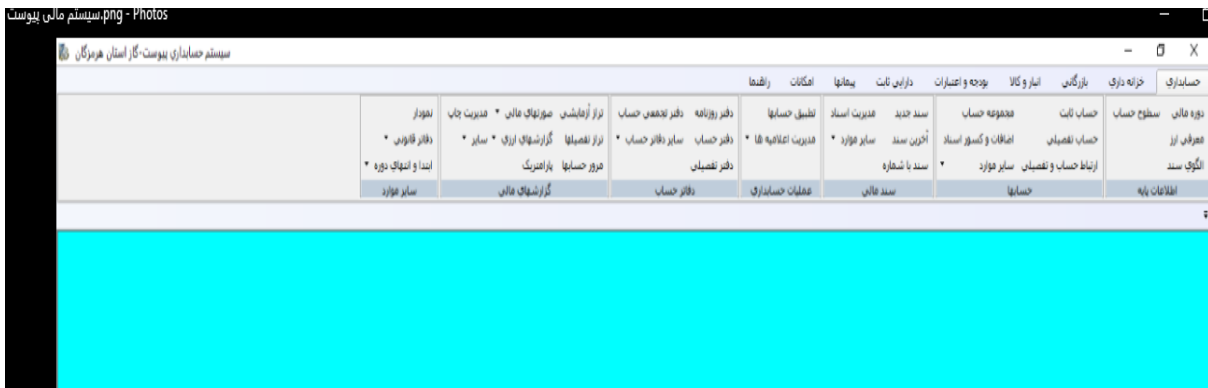 سیستم مالی پیوست.png - Photos
سیستم حسابداری پیوست-گاز استان هرمزگان
حسابداری خزانه داری بازرگانی انبار و کالا بودجه و اعتبارات دارایی ثابت پیمانها امکانات راهنما
دوره مالی سطوح حساب حساب ثابت مجموعه حساب سند جدید مدیریت اسناد تطبیق حسابها دفتر روزنامه دفتر تجمعی حساب تراز آزمایشی صورتهای مالی مدیریت چاپ نمودار
معرفی ارز حساب تفصیلی اضافات و کسور اسناد آخرین سند سایر موارد مدیریت اعلامیه ها دفتر حساب سایر دفاتر حساب تراز تفصیلها گزارشهای ارزی سایر دفاتر قانونی
الگوی سند ارتباط حساب و تفصیلی سایر موارد سند با شماره دفتر تفصیلی مرور حسابها پارامتریک ابتدا و انتهای دوره
اطلاعات پایه حسابها سند مالی عملیات حسابداری دفاتر حساب گزارشهای مالی سایر موارد